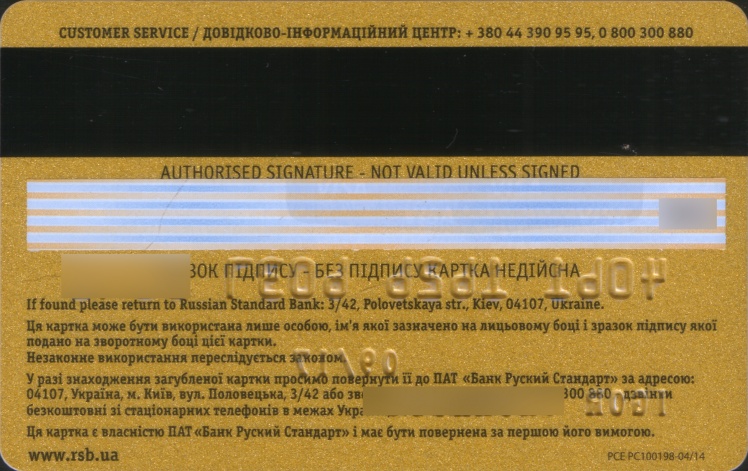 CUSTOMER SERVICE / ДОВІДКОВО-ІНФОРМАЦІЙНИЙ ЦЕНТР: + 380 44 390 95 95, 0 800 300 880
AUTHORISED SIGNATURE - NOT VALID UNLESS SIGNED
ЗОК ПІДПИСУ - БЕЗ ПІДПИСУ КАРТКА НЕДІЙСНА
If found please return to Russian Standard Bank: 3/42, Polovetskaya str., Kiev, 04107, Ukraine.
Ця картка може бути використана лише особою, ім'я якої зазначено на лицьовому боці і зразок підпису якої
подано на зворотному боці цієї картки.
Незаконне використання переслідується законом.
У разі знаходження загубленої картки просимо повернути її до ПАТ «Банк Руский Стандарт» за адресою:
04107, Україна, м. Київ, вул. Половецька, 3/42 або зв дзвінки
безкоштовні зі стаціонарних телефонів в межах Укра
Ця картка є власністю ПАТ «Банк Руский Стандарт» і має бути повернена за першою його вимогою.
www.rsb.ua PCE PC100198-04/14